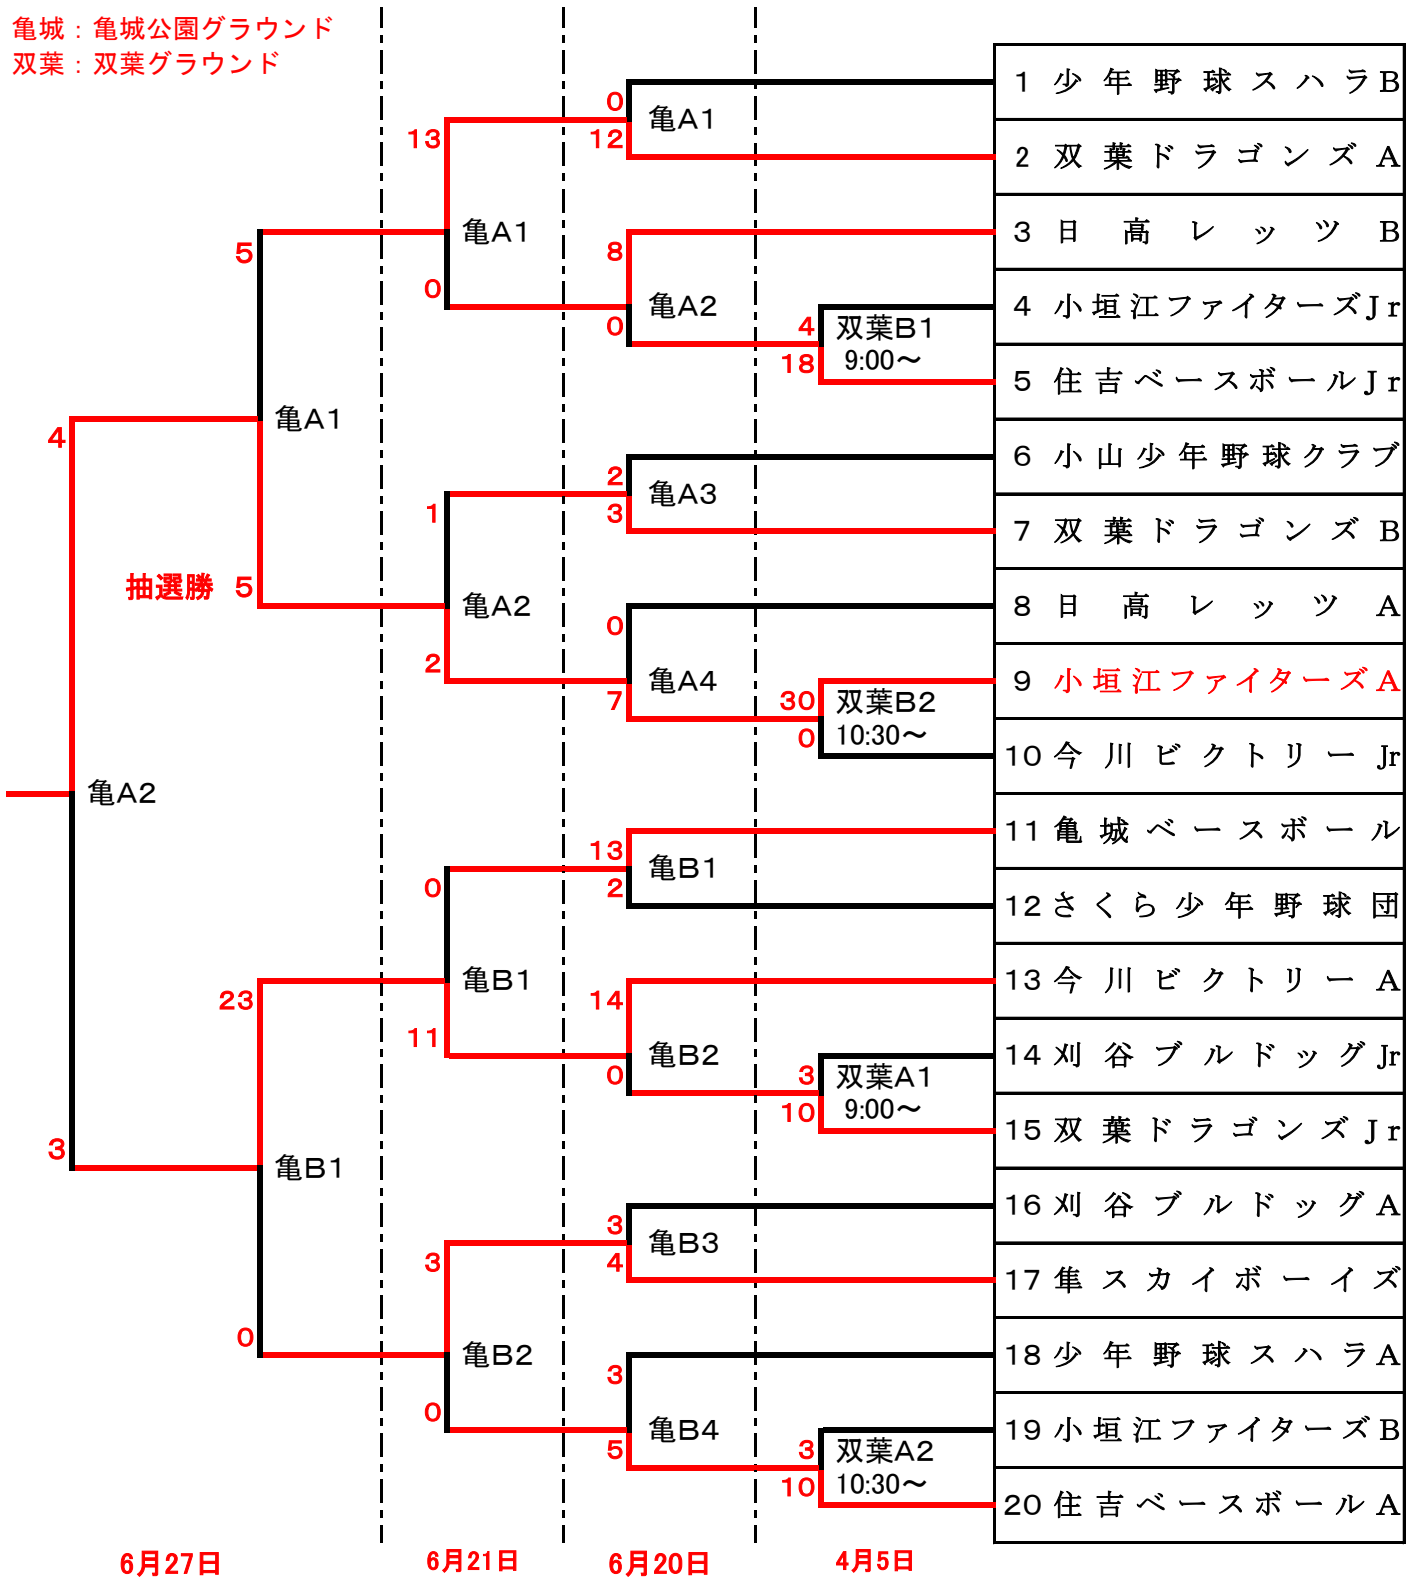 亀城：亀城公園グラウンド
双葉：双葉グラウンド
1 少年野球スハラB
0
亀A1
12
13
2 双葉ドラゴンズA
亀A1
3 日高レッツB
5
8
0
亀A2
4 小垣江ファイターズJr
0
4
双葉B1
18
9:00～
5 住吉ベースボールJr
亀A1
4
6 小山少年野球クラブ
2
亀A3
1
3
7 双葉ドラゴンズB
抽選勝 5
亀A2
8 日高レッツA
0
2
亀A4
9 小垣江ファイターズA
7
30
双葉B2
0
10:30～
10 今川ビクトリーJr
亀A2
11 亀城ベースボール
13
亀B1
0
2
12 さくら少年野球団
亀B1
13 今川ビクトリーA
23
14
11
亀B2
14 刈谷ブルドッグJr
0
3
双葉A1
10
9:00～
15 双葉ドラゴンズJr
3
亀B1
16 刈谷ブルドッグA
3
亀B3
3
4
17 隼スカイボーイズ
0
亀B2
18 少年野球スハラA
3
0
亀B4
19 小垣江ファイターズB
5
3
双葉A2
10
10:30～
20 住吉ベースボールA
6月27日
6月21日
6月20日
4月5日